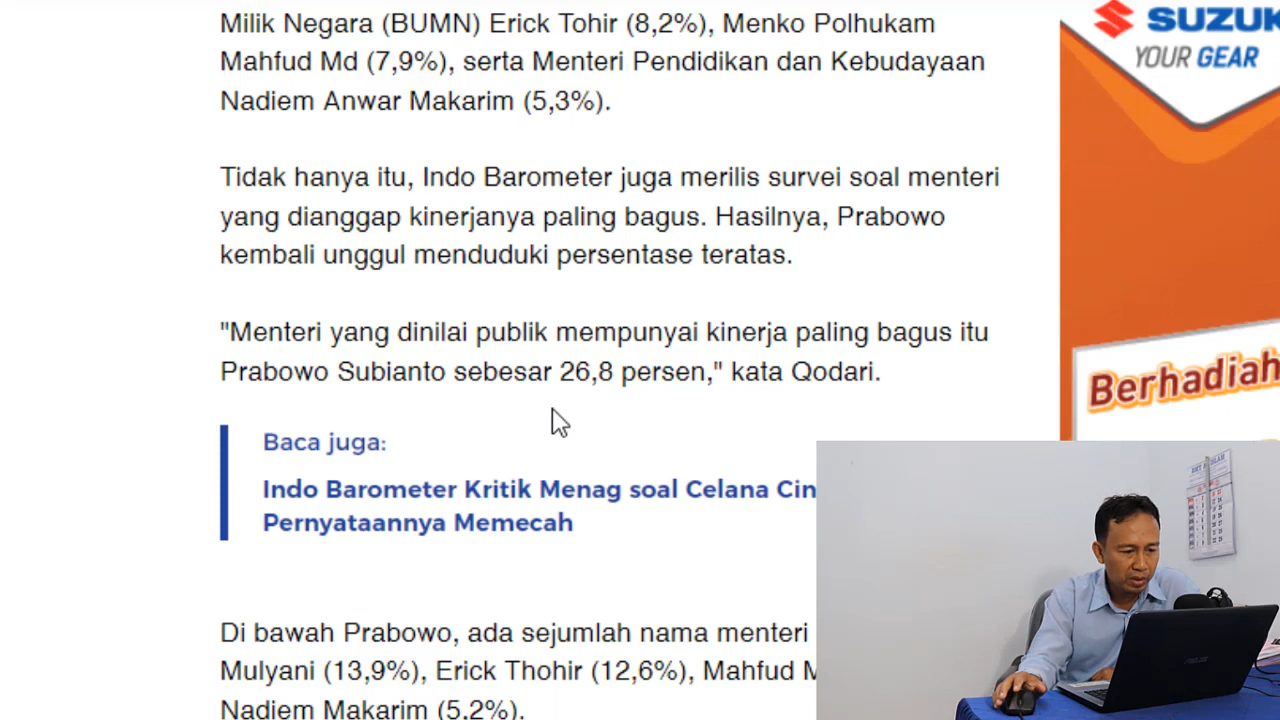 Milik Negara (BUMN) Erick Tohir (8,2%), Menko Polhukam
Mahfud Md (7,9%), serta Menteri Pendidikan dan Kebudayaan
Nadiem Anwar Makarim (5,3%).
Tidak hanya itu, Indo Barometer juga merilis survei soal menteri
yang dianggap kinerjanya paling bagus. Hasilnya, Prabowo
kembali unggul menduduki persentase teratas.
"Menteri yang dinilai publik mempunyai kinerja paling bagus itu
Prabowo Subianto sebesar 26,8 persen," kata Qodari.
Baca juga:
Indo Barometer Kritik Menag soal Celana Cin
Pernyataannya Memecah
Di bawah Prabowo, ada sejumlah nama menteri
Mulyani (13,9%), Erick Thohir (12,6%), Mahfud M
Nadiem Makarim (5,2%).
SUZUK
YOUR GEAR
Berhadiah
ASUS